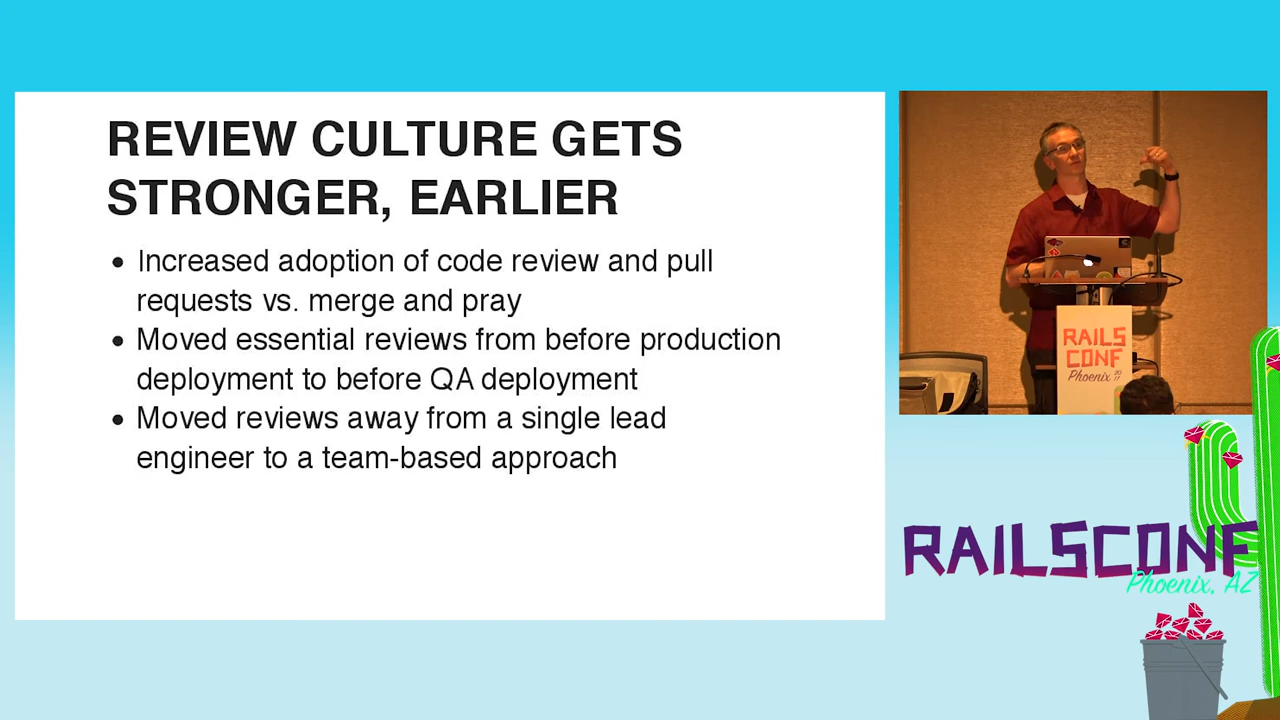 REVIEW CULTURE GETS
STRONGER, EARLIER
• Increased adoption of code review and pull
requests vs. merge and pray
• Moved essential reviews from before production
deployment to before QA deployment
• Moved reviews away from a single lead
engineer to a team-based approach
RAILS
CONF
Phoenix 2017
RAILSCONF
Phoenix, AZ